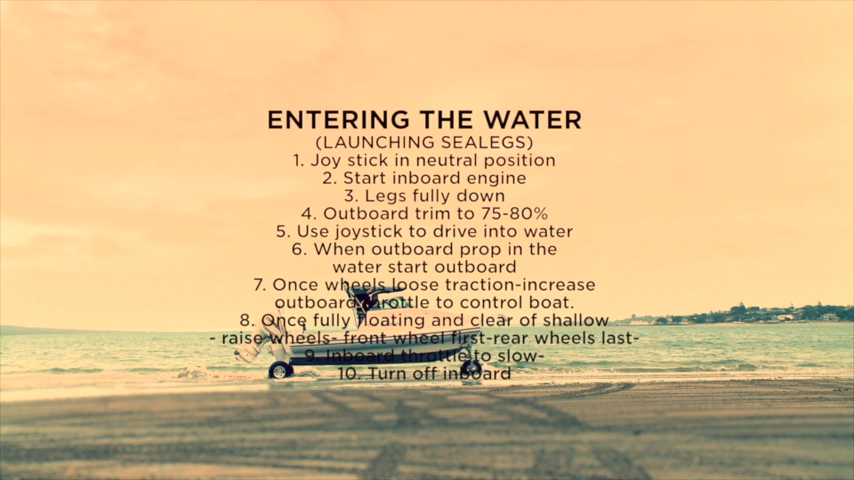 ENTERING THE WATER
(LAUNCHING SEALEGS)
1. Joy stick in neutral position
2. Start inboard engine
3. Legs fully down
4. Outboard trim to 75-80%
5. Use joystick to drive into water
6. When outboard prop in the
water start outboard
7. Once wheels loose traction-increase
outboard throttle to control boat.
8. Once fully floating and clear of shallow
- raise wheels- front wheel first-rear wheels last-
9. Inboard throttle to slow-
10. Turn off inboard